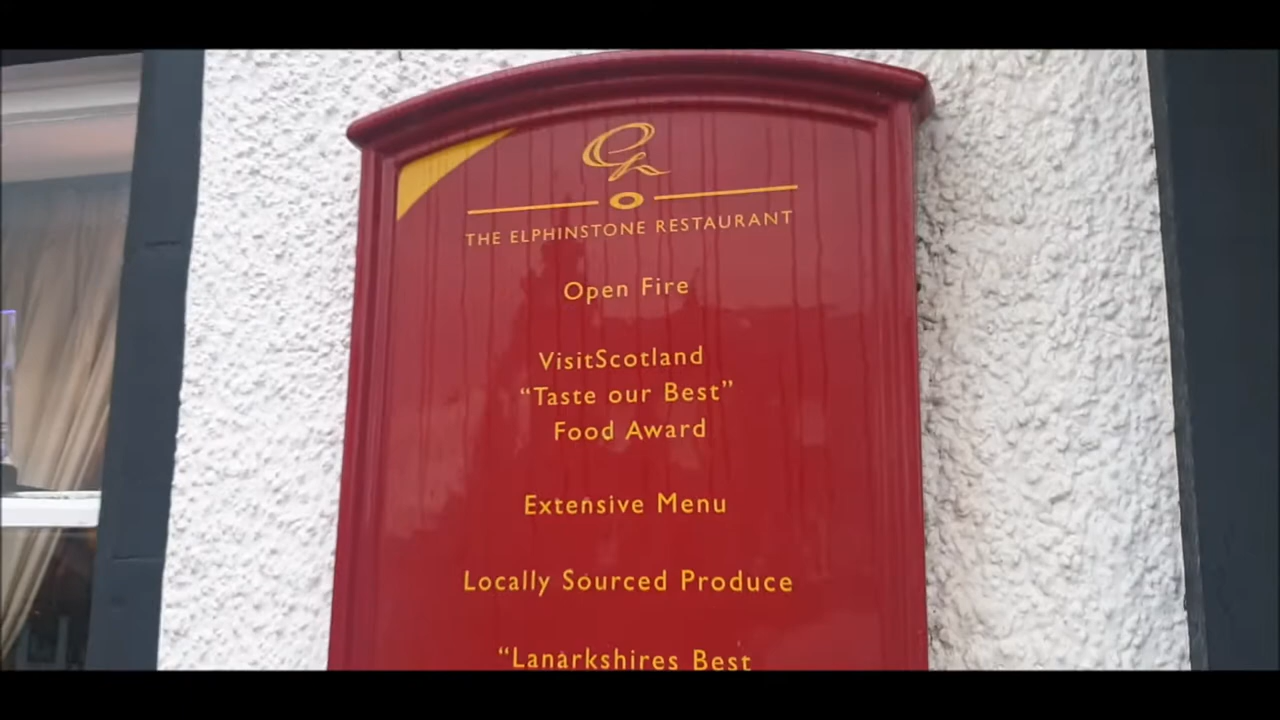 THE ELPHINSTONE RESTAURANT
Open Fire
VisitScotland
“Taste our Best”
Food Award
Extensive Menu
Locally Sourced Produce
“Lanarkshires Best